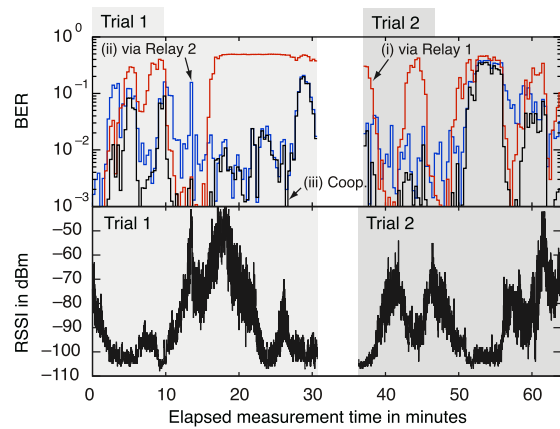 Trial 1
Trial 2
10^0
(ii) via Relay 2
(i) via Relay 1
10^-1
BER
10^-2
(iii) Coop.
10^-3
Trial 1
Trial 2
−50
−60
−70
RSSI in dBm
−80
−90
−100
−110
0 10 20 30 40 50 60
Elapsed measurement time in minutes